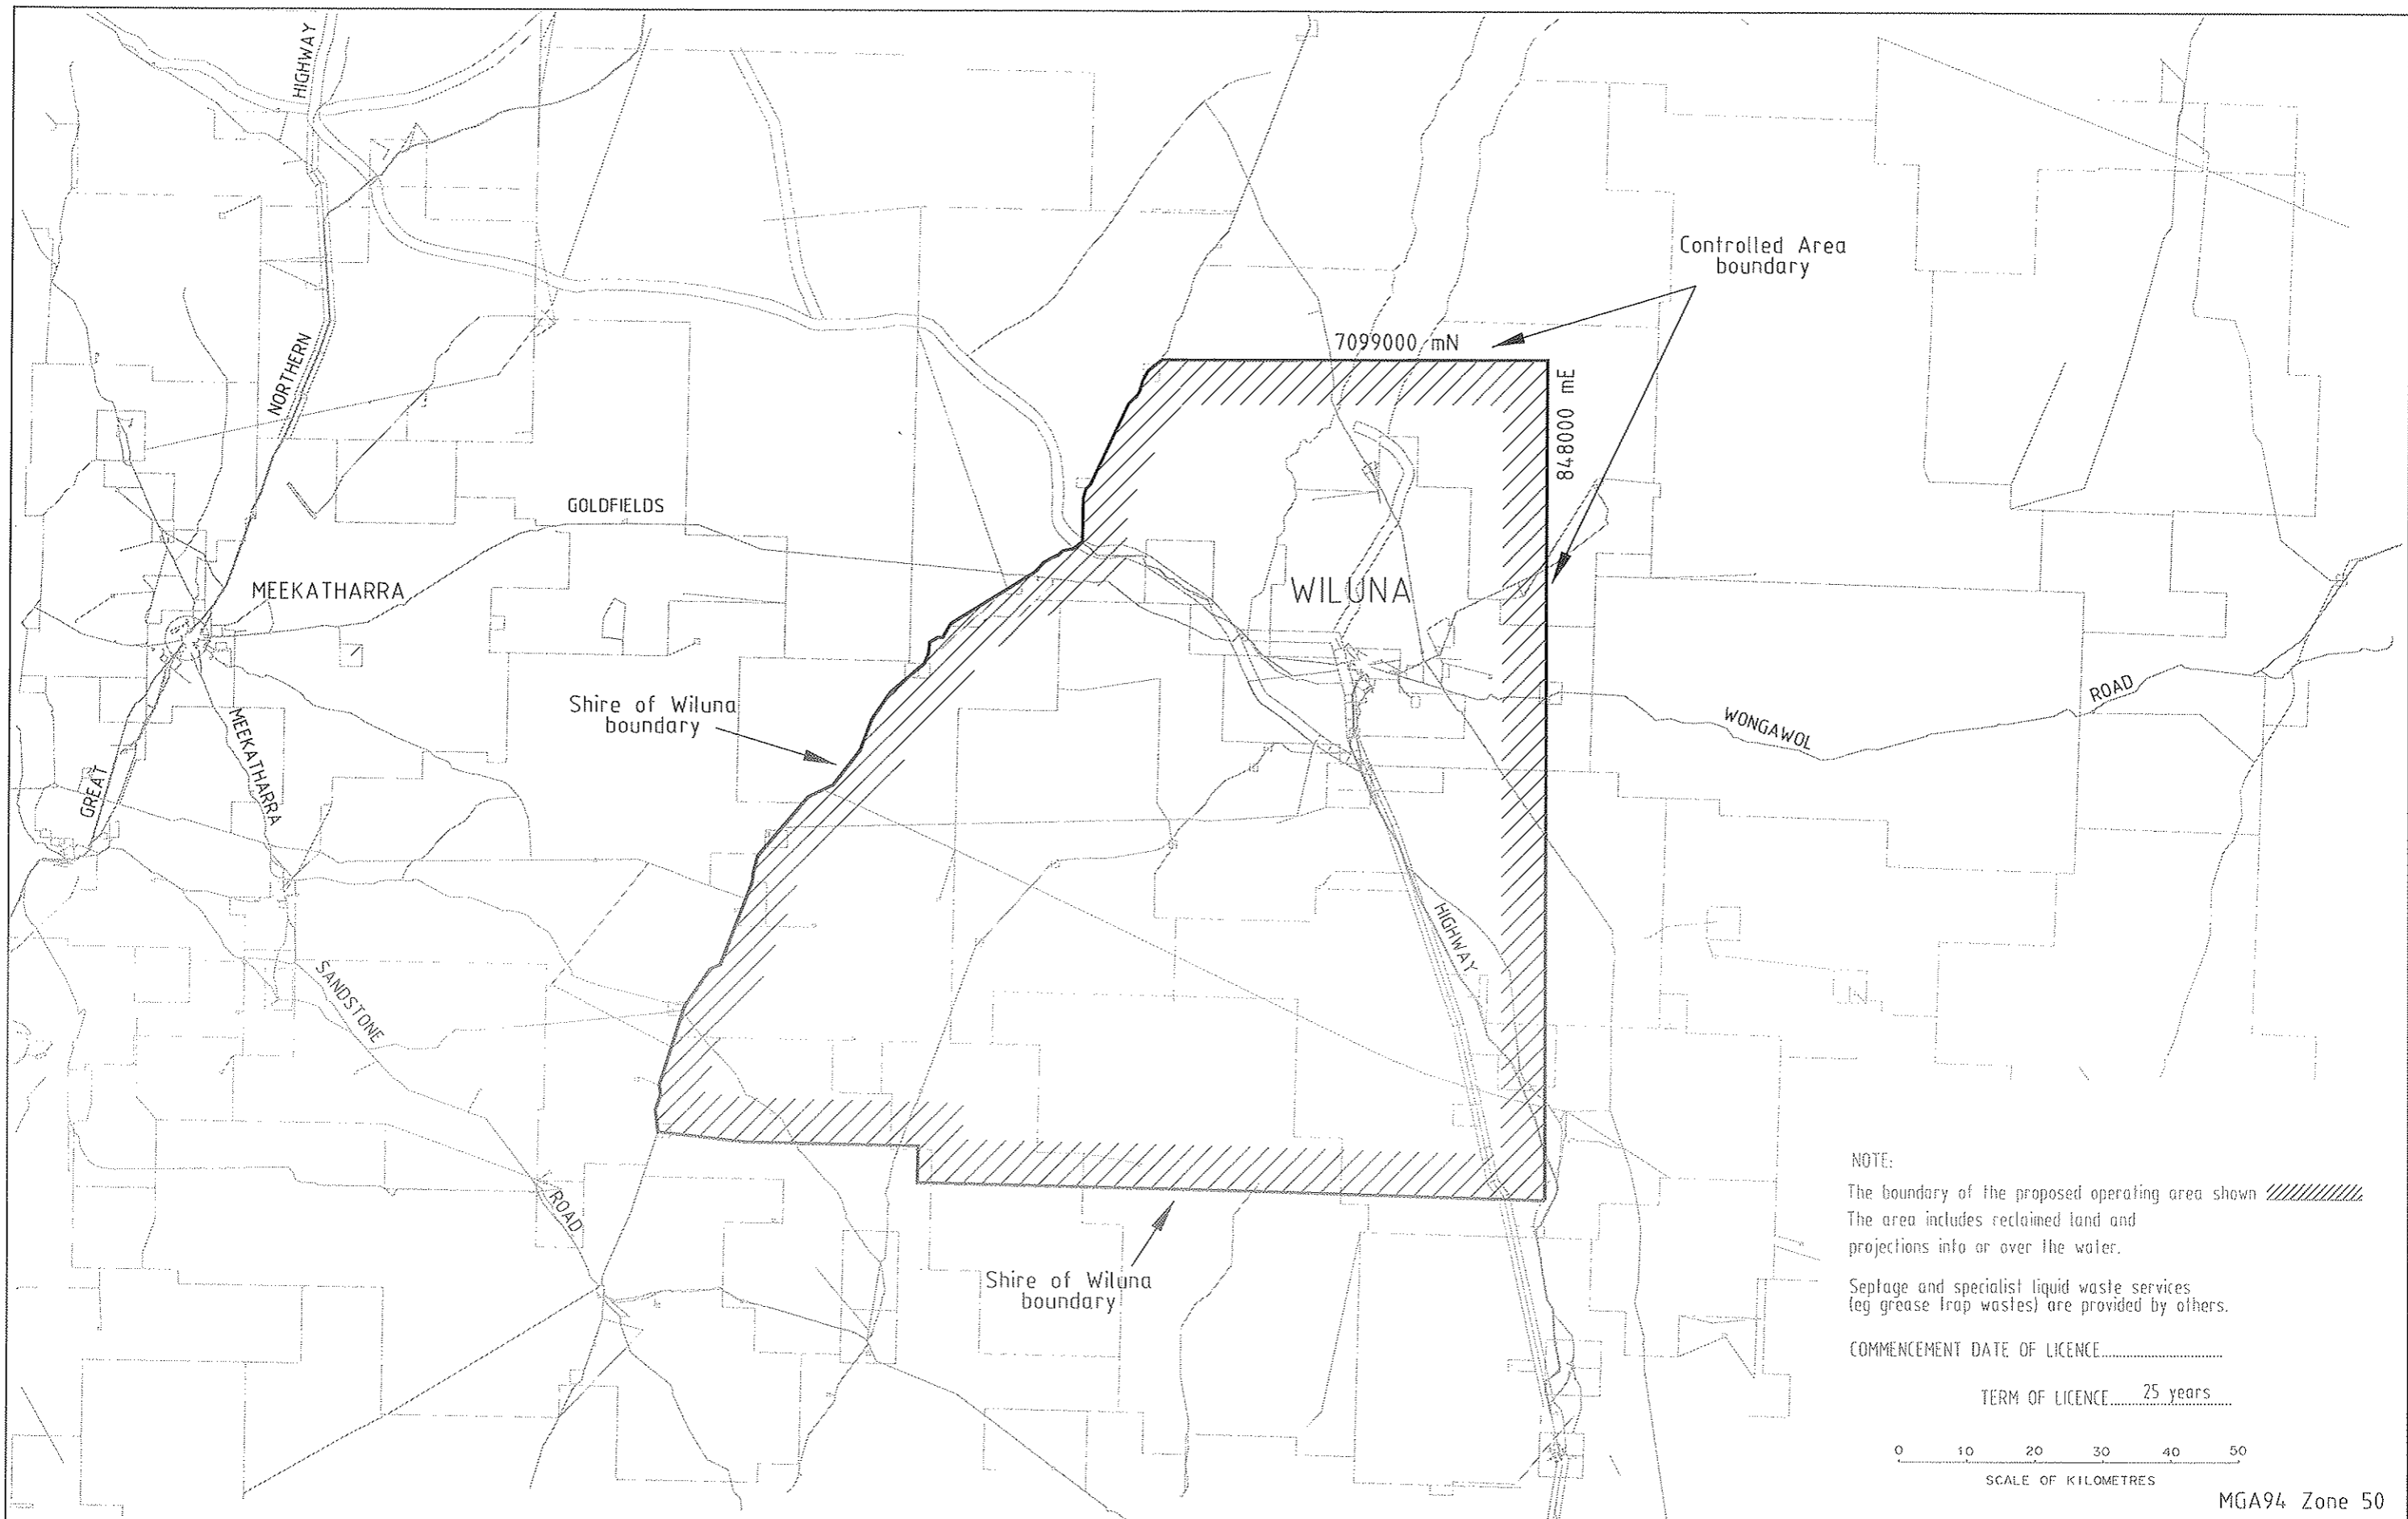 HIGHWAY
Controlled Area
boundary
7099000 mN
848000 mE
NORTHERN
GOLDFIELDS
MEEKATHARRA
WILUNA
Shire of Wiluna
boundary
MEEKATHARRA
GREAT
WONGAWOL
ROAD
HIGHWAY
SANDSTONE
ROAD
Shire of Wiluna
boundary
NOTE:
The boundary of the proposed operating area shown
The area includes reclaimed land and
projections into or over the water.
Septage and specialist liquid waste services
(eg grease trap wastes) are provided by others.
COMMENCEMENT DATE OF LICENCE..............................
TERM OF LICENCE........25 years.....
0 10 20 30 40 50
SCALE OF KILOMETRES
MGA94 Zone 50